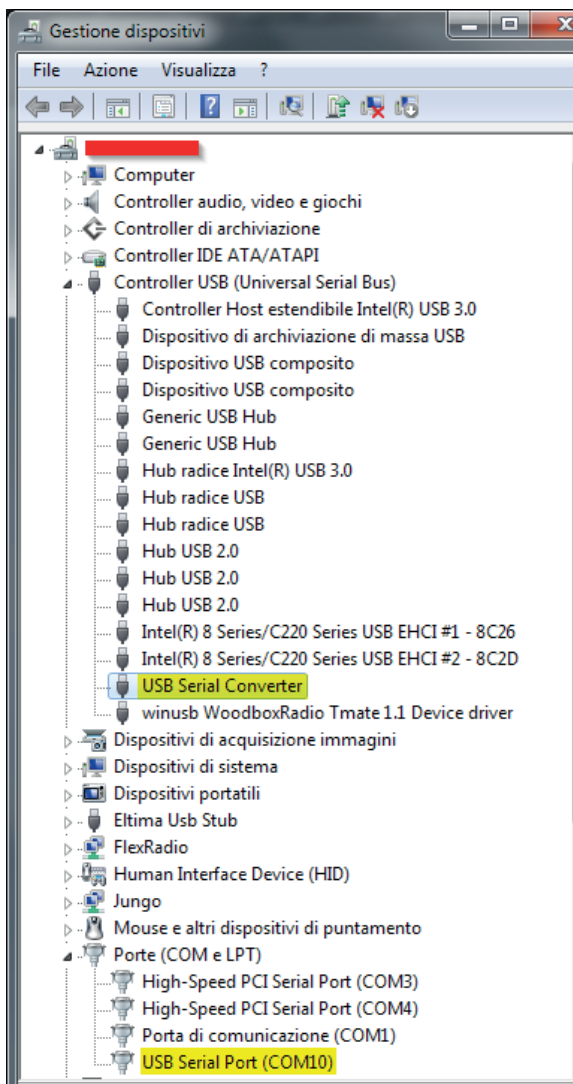 Gestione dispositivi
File Azione Visualizza ?
Computer
Controller audio, video e giochi
Controller di archiviazione
Controller IDE ATA/ATAPI
Controller USB (Universal Serial Bus)
Controller Host estendibile Intel(R) USB 3.0
Dispositivo di archiviazione di massa USB
Dispositivo USB composito
Dispositivo USB composito
Generic USB Hub
Generic USB Hub
Hub radice Intel(R) USB 3.0
Hub radice USB
Hub radice USB
Hub USB 2.0
Hub USB 2.0
Hub USB 2.0
Intel(R) 8 Series/C220 Series USB EHCI #1 - 8C26
Intel(R) 8 Series/C220 Series USB EHCI #2 - 8C2D
USB Serial Converter
winusb WoodboxRadio Tmate 1.1 Device driver
Dispositivi di acquisizione immagini
Dispositivi di sistema
Dispositivi portatili
Eltima Usb Stub
FlexRadio
Human Interface Device (HID)
Jungo
Mouse e altri dispositivi di puntamento
Porte (COM e LPT)
High-Speed PCI Serial Port (COM3)
High-Speed PCI Serial Port (COM4)
Porta di comunicazione (COM1)
USB Serial Port (COM10)